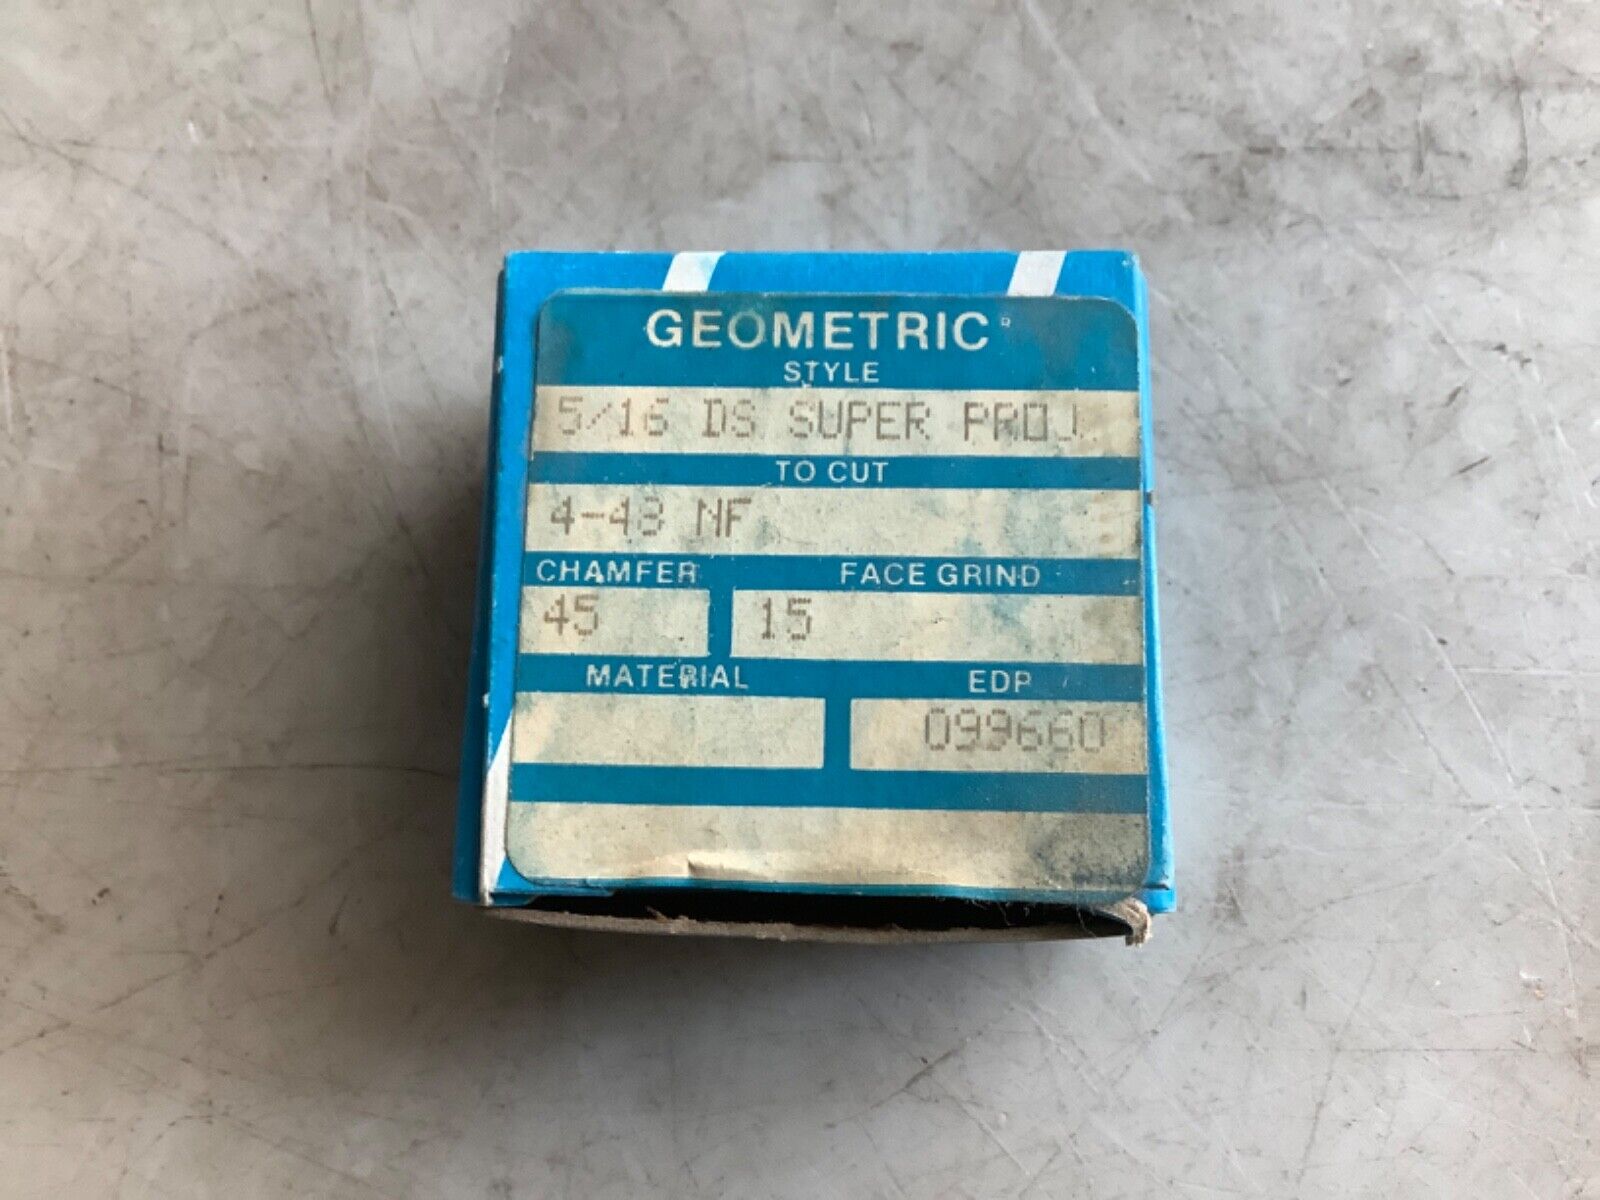 GEOMETRIC®
STYLE
5/16 DS SUPER PROJ.
TO CUT
4-48 NF
CHAMFER FACE GRIND
45 15
MATERIAL EDP
099660